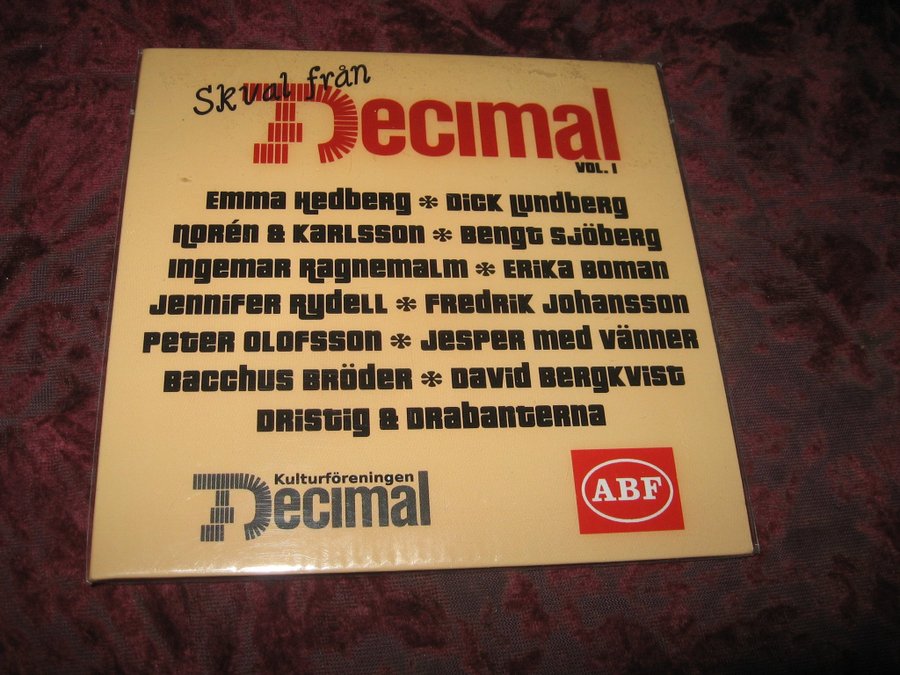 Skval från
Decimal
VOL. 1
Emma Hedberg * Dick Lundberg
Norén & Karlsson * Bengt Sjöberg
Ingemar Ragnemalm * Erika Boman
Jennifer Rydell * Fredrik Johansson
Peter Olofsson * Jesper med vänner
Bacchus Bröder * David Bergkvist
Dristig & Drabanterna
Kulturföreningen
Decimal
ABF